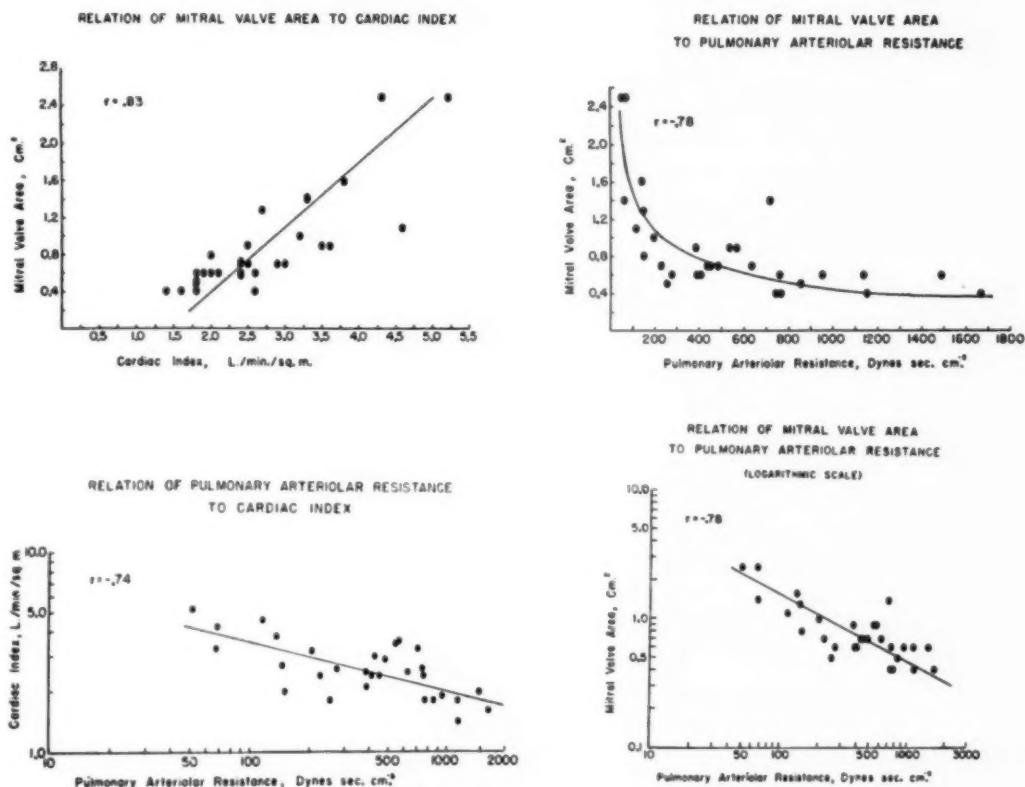 RELATION OF MITRAL VALVE AREA TO CARDIAC INDEX
2.8
2.4
2.0
1.6
1.2
0.8
0.4
r = .83
Mitral Valve Area, Cm.²
0.5 1.0 1.5 2.0 2.5 3.0 3.5 4.0 4.5 5.0 5.5
Cardiac Index, L./min./sq. m.
RELATION OF MITRAL VALVE AREA
TO PULMONARY ARTERIOLAR RESISTANCE
2.4
1.6
1.2
0.8
0.4
r=-.78
Mitral Valve Area, Cm.²
200 400 600 800 1000 1200 1400 1600 1800
Pulmonary Arteriolar Resistance, Dynes sec. cm.⁻⁵
RELATION OF PULMONARY ARTERIOLAR RESISTANCE
TO CARDIAC INDEX
10.0
5.0
1.0
r=-.74
Cardiac Index, L./min/sq m.
10 50 100 500 1000 2000
Pulmonary Arteriolar Resistance, Dynes sec. cm.⁻⁵
RELATION OF MITRAL VALVE AREA
TO PULMONARY ARTERIOLAR RESISTANCE
(LOGARITHMIC SCALE)
10.0
5.0
1.0
0.5
0.1
r=-.78
Mitral Valve Area, Cm.²
10 50 100 500 1000 3000
Pulmonary Arteriolar Resistance, Dynes sec. cm.⁻⁵